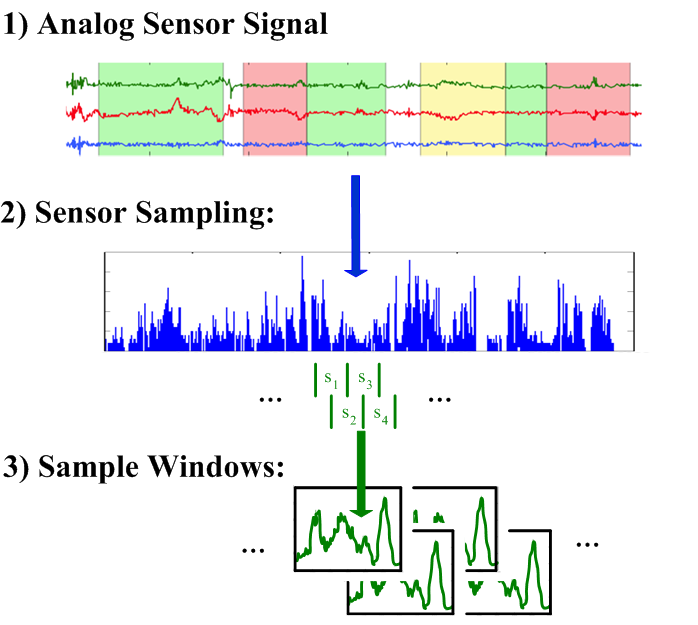 1) Analog Sensor Signal
2) Sensor Sampling:
s1 s3
... ...
s2 s4
3) Sample Windows:
... ...